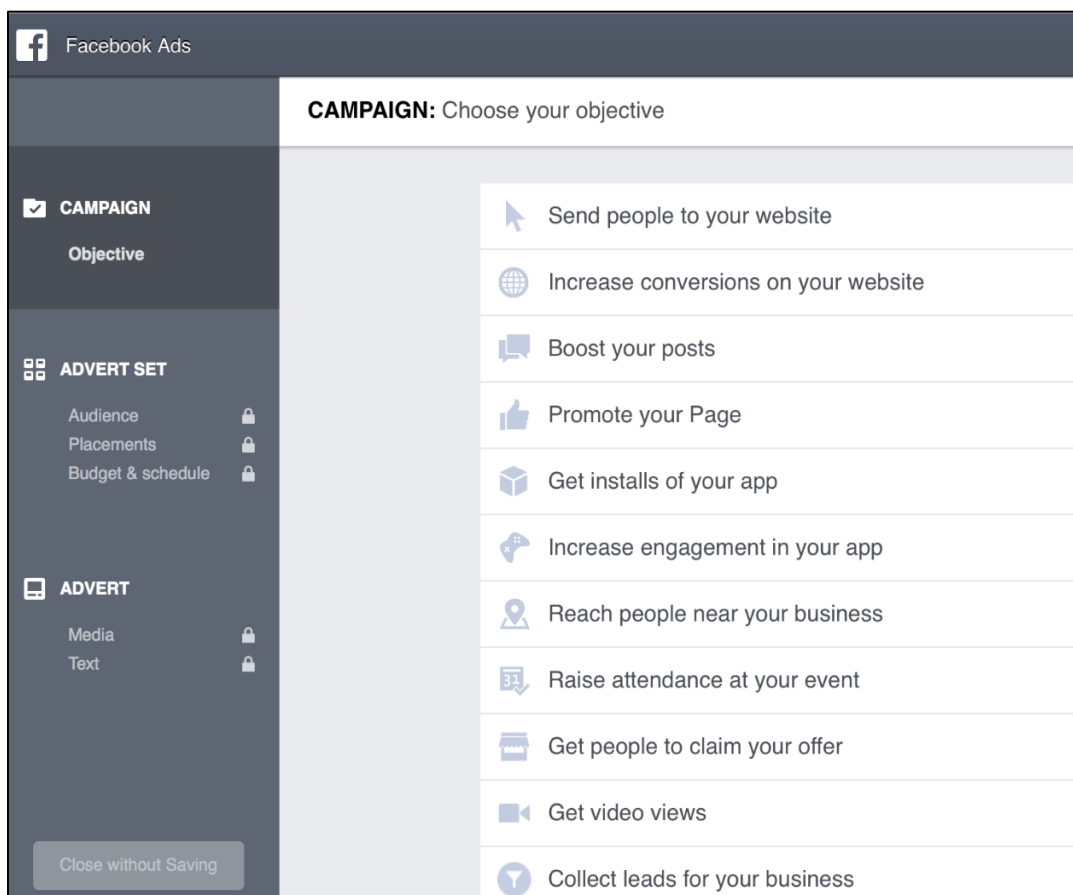 Facebook Ads
CAMPAIGN: Choose your objective
CAMPAIGN
Objective
ADVERT SET
Audience
Placements
Budget & schedule
ADVERT
Media
Text
Close without Saving
Send people to your website
Increase conversions on your website
Boost your posts
Promote your Page
Get installs of your app
Increase engagement in your app
Reach people near your business
31
Raise attendance at your event
Get people to claim your offer
Get video views
Collect leads for your business